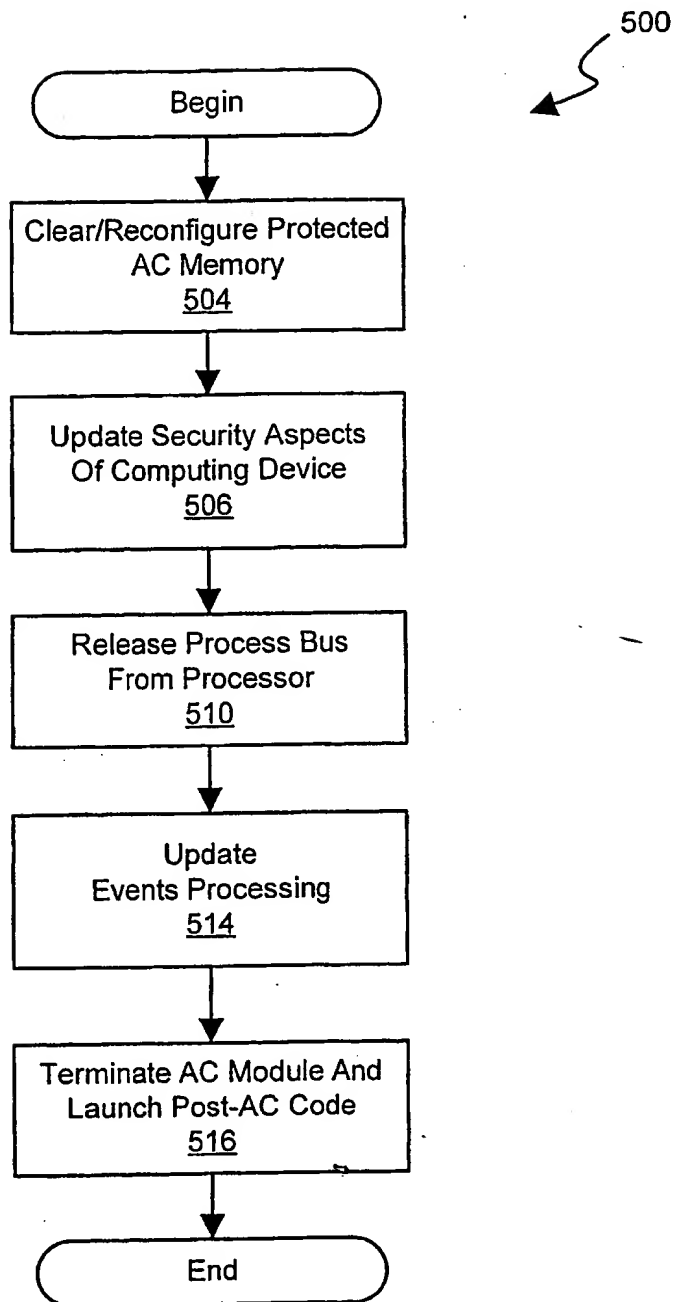 500
Begin
Clear/Reconfigure Protected
AC Memory
504
Update Security Aspects
Of Computing Device
506
Release Process Bus
From Processor
510
Update
Events Processing
514
Terminate AC Module And
Launch Post-AC Code
516
End